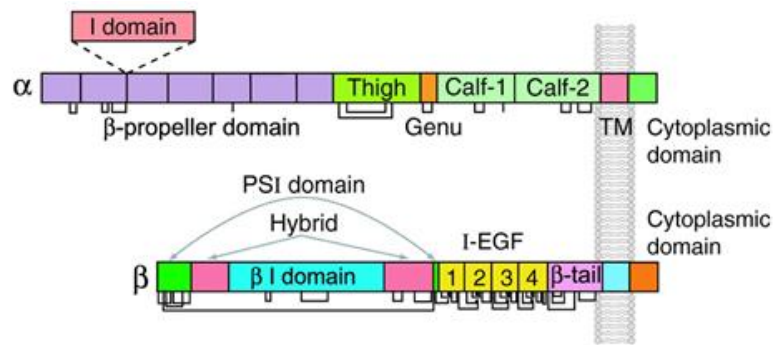 I domain
α
Thigh
Calf-1
Calf-2
β-propeller domain
Genu
TM
Cytoplasmic
domain
PSI domain
Hybrid
I-EGF
Cytoplasmic
domain
β
β I domain
1
2
3
4
β-tail